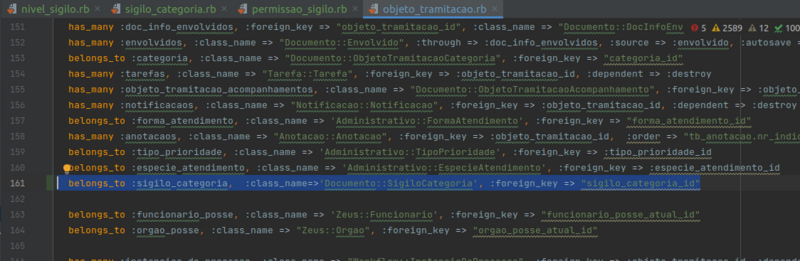 nivel_sigilo.rb sigilo_categoria.rb permissao_sigilo.rb objeto_tramitacao.rb
151 has_many :doc_info_envolvidos, :foreign_key => "objeto_tramitacao_id", :class_name => "Documento::DocInfoEnv 5 2589 12 100
152 has_many :envolvidos, :class_name => "Documento::Envolvido", :through => :doc_info_envolvidos, :source => :envolvido, :autosave =
153 belongs_to :categoria, :class_name => "Documento::ObjetoTramitacaoCategoria", :foreign_key => "categoria_id"
154 has_many :tarefas, :class_name => "Tarefa::Tarefa", :foreign_key => :objeto_tramitacao_id, :dependent => :destroy
155 has_many :objeto_tramitacao_acompanhamentos, :class_name => "Documento::ObjetoTramitacaoAcompanhamento", :foreign_key => :objeto_
156 has_many :notificacaos, :class_name => "Notificacao::Notificacao", :foreign_key => :objeto_tramitacao_id, :dependent => :destroy
157 belongs_to :forma_atendimento, :class_name => 'Administrativo::FormaAtendimento', :foreign_key => "forma_atendimento_id"
158 has_many :anotacaos, :class_name => "Anotacao::Anotacao", :foreign_key => :objeto_tramitacao_id, :order => "tb_anotacao.nr_indic
159 belongs_to :tipo_prioridade, :class_name => 'Administrativo::TipoPrioridade', :foreign_key => :tipo_prioridade_id
160 belongs_to :especie_atendimento, :class_name => 'Administrativo::EspecieAtendimento', :foreign_key => :especie_atendimento_id
161 belongs_to :sigilo_categoria, :class_name=>'Documento::SigiloCategoria', :foreign_key => "sigilo_categoria_id"
162
163 belongs_to :funcionario_posse, :class_name => 'Zeus::Funcionario', :foreign_key => "funcionario_posse_atual_id"
164 belongs_to :orgao_posse, :class_name => "Zeus::Orgao", :foreign_key => "orgao_posse_atual_id"
165